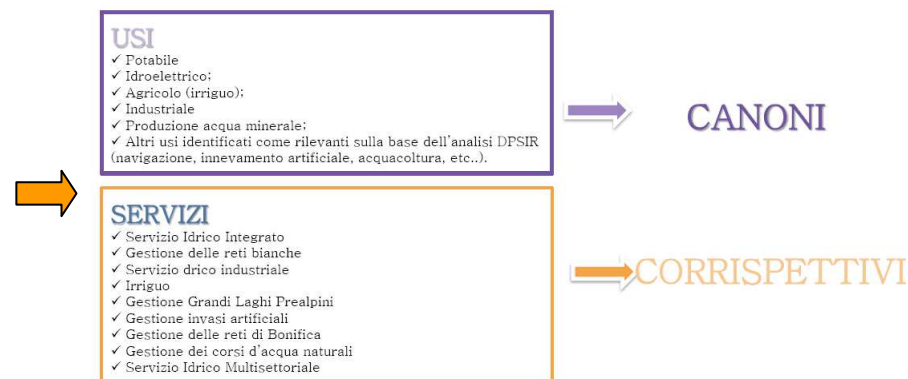 USI
✓ Potabile
✓ Idroelettrico;
✓ Agricolo (irriguo);
✓ Industriale
✓ Produzione acqua minerale;
✓ Altri usi identificati come rilevanti sulla base dell'analisi DPSIR
(navigazione, innevamento artificiale, acquacoltura, etc..).
CANONI
SERVIZI
✓ Servizio Idrico Integrato
✓ Gestione delle reti bianche
✓ Servizio drico industriale
✓ Irriguo
✓ Gestione Grandi Laghi Prealpini
✓ Gestione invasi artificiali
✓ Gestione delle reti di Bonifica
✓ Gestione dei corsi d'acqua naturali
✓ Servizio Idrico Multisettoriale
CORRISPETTIVI